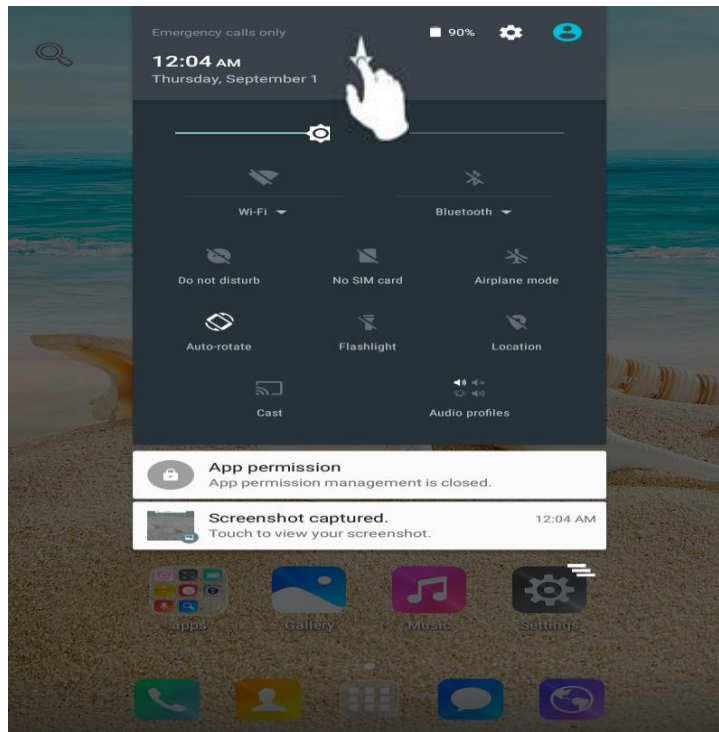 Emergency calls only
90%
12:04 AM
Thursday, September 1
Wi-Fi
Bluetooth
Do not disturb
No SIM card
Airplane mode
Auto-rotate
Flashlight
Location
Cast
Audio profiles
App permission
App permission management is closed.
Screenshot captured.
12:04 AM
Touch to view your screenshot.
apps
Gallery
Music
Settings